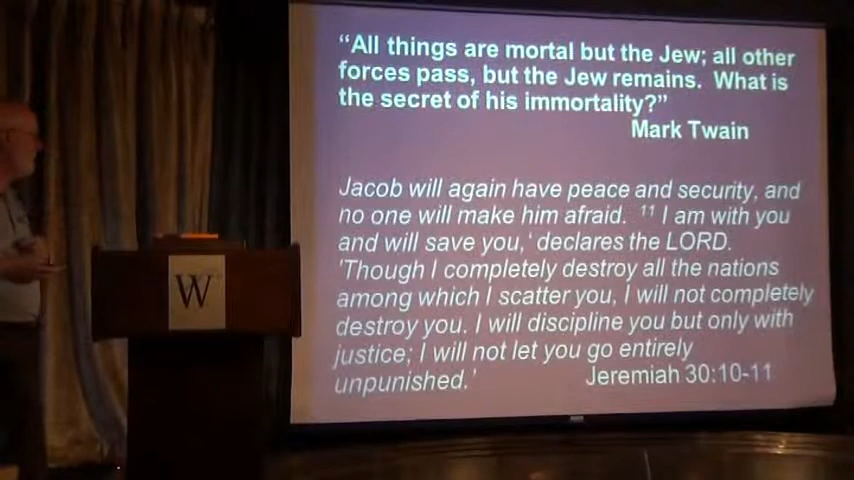 “All things are mortal but the Jew; all other
forces pass, but the Jew remains. What is
the secret of his immortality?”
Mark Twain
Jacob will again have peace and security, and
no one will make him afraid. ¹¹ I am with you
and will save you,' declares the LORD.
'Though I completely destroy all the nations
among which I scatter you, I will not completely
destroy you. I will discipline you but only with
justice; I will not let you go entirely
unpunished.'
Jeremiah 30:10-11
W